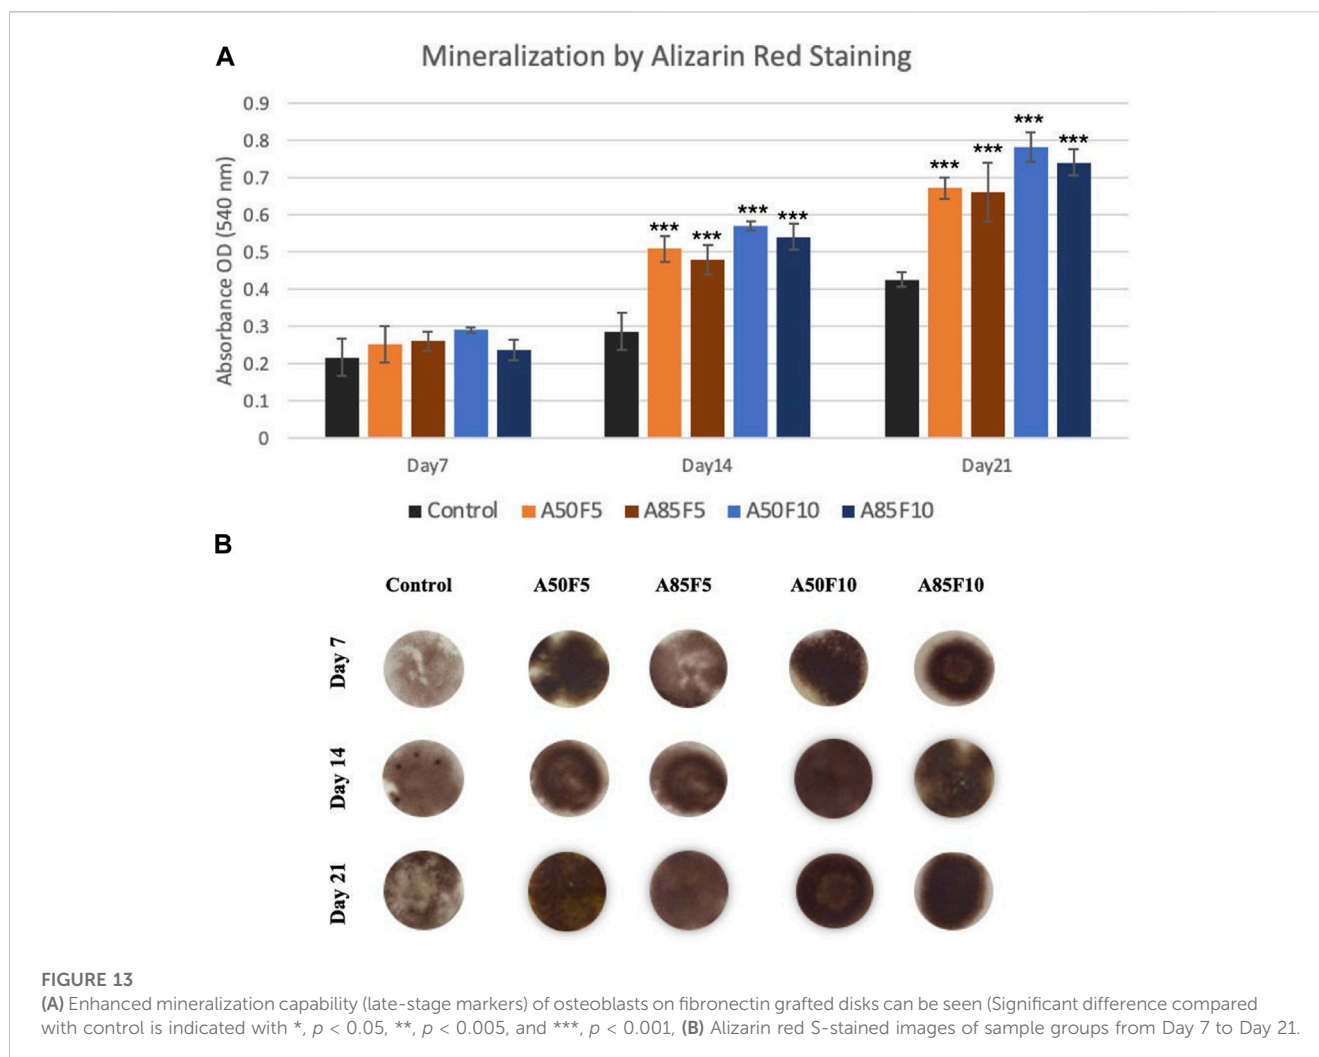 A
Mineralization by Alizarin Red Staining
Absorbance OD (540 nm)
0.9
0.8
0.7
0.6
0.5
0.4
0.3
0.2
0.1
0
*** *** *** ***
*** *** *** ***
Day7 Day14 Day21
Control A50F5 A85F5 A50F10 A85F10
B
Control A50F5 A85F5 A50F10 A85F10
Day 7
Day 14
Day 21
FIGURE 13
(A) Enhanced mineralization capability (late-stage markers) of osteoblasts on fibronectin grafted disks can be seen (Significant difference compared
with control is indicated with *, p < 0.05, **, p < 0.005, and ***, p < 0.001, (B) Alizarin red S-stained images of sample groups from Day 7 to Day 21.